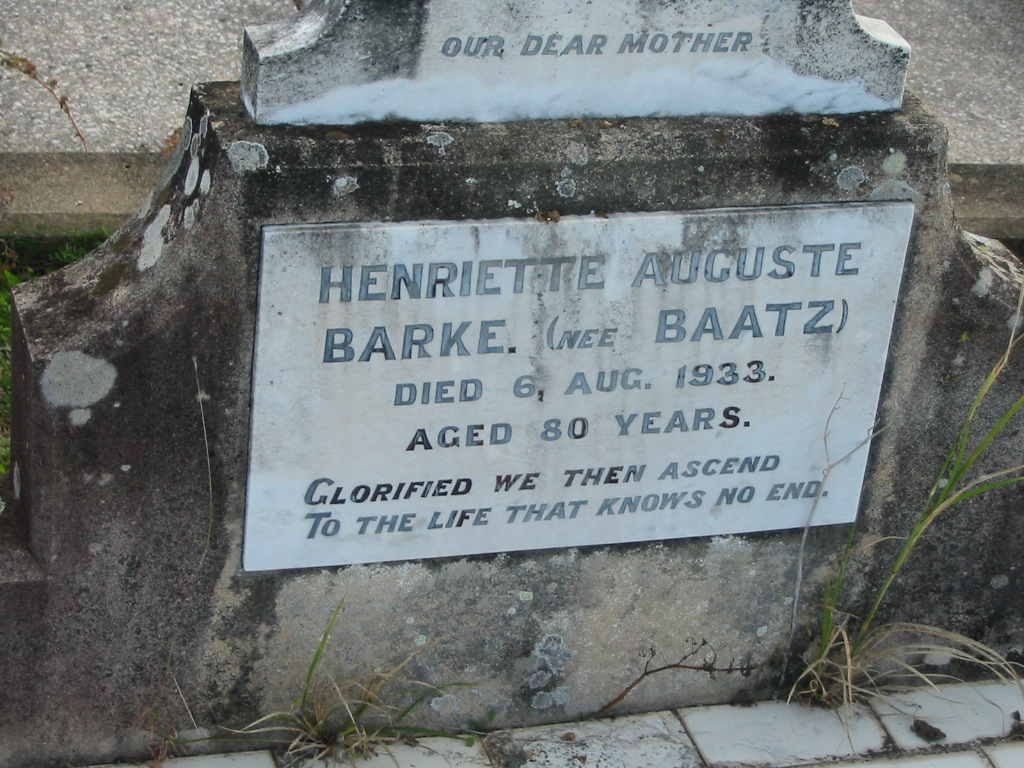 OUR DEAR MOTHER
HENRIETTE AUGUSTE
BARKE. (NEE BAATZ)
DIED 6, AUG. 1933.
AGED 80 YEARS.
GLORIFIED WE THEN ASCEND
TO THE LIFE THAT KNOWS NO END.